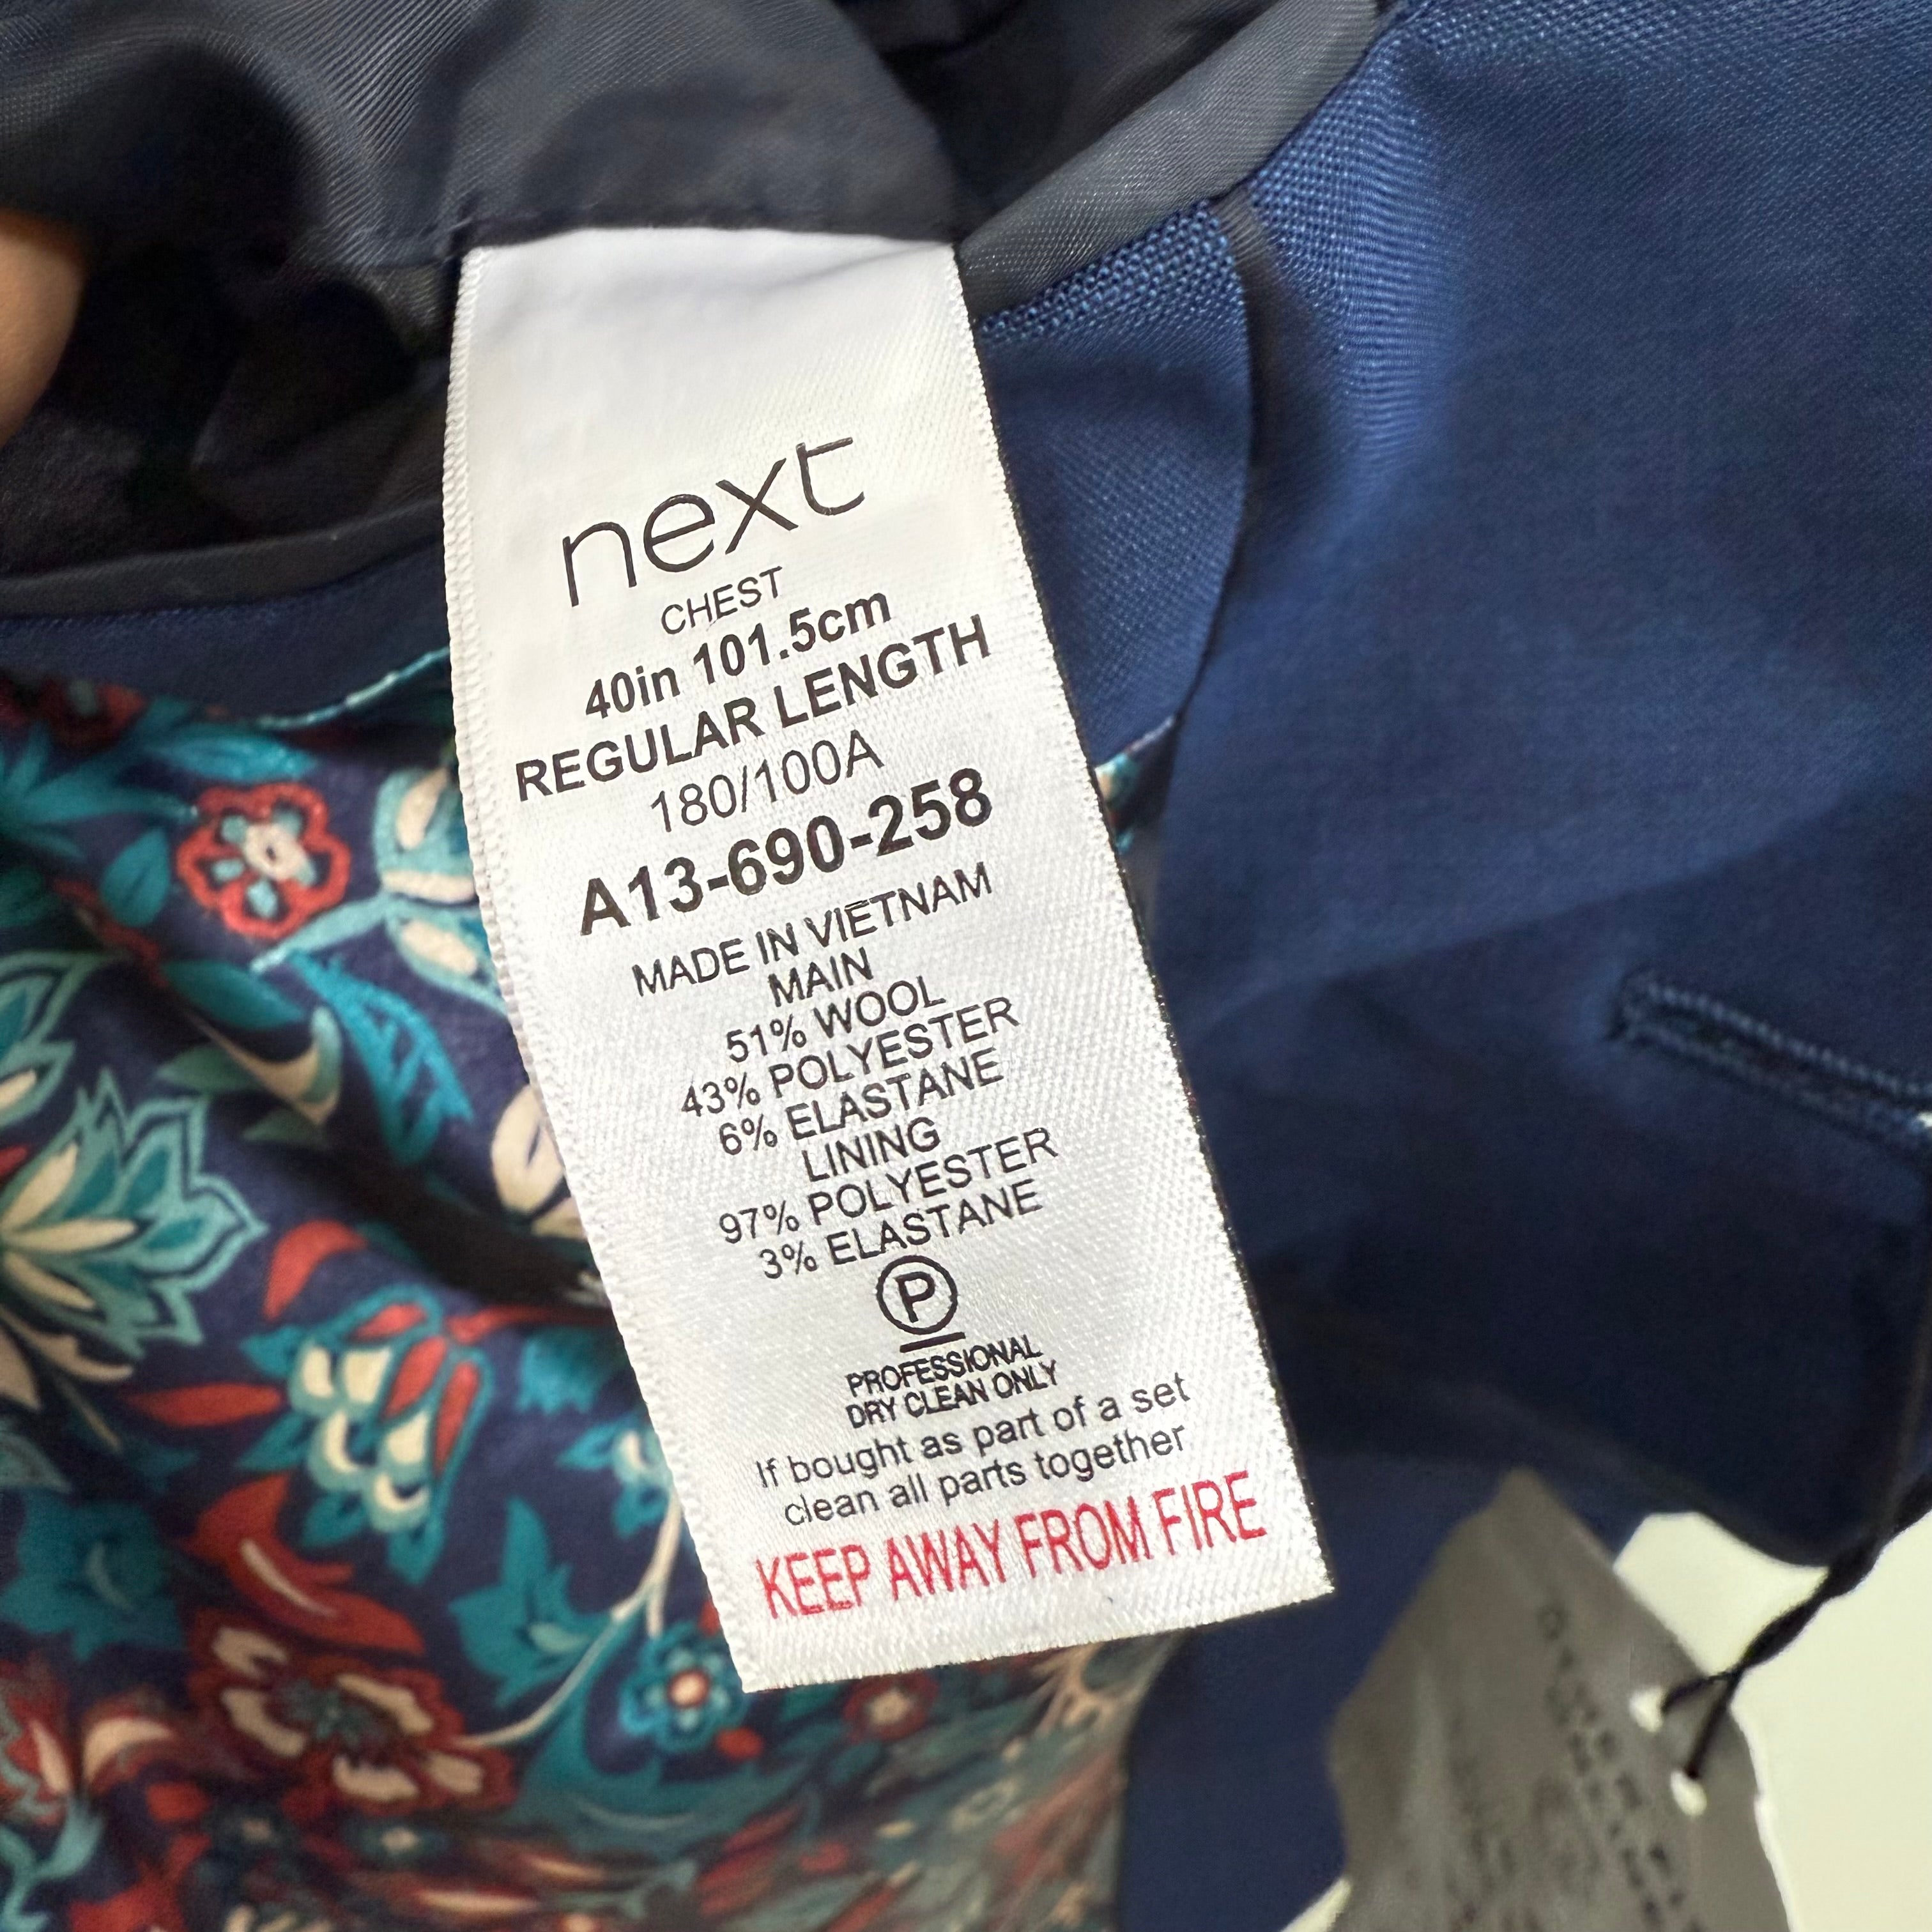 next
CHEST
40in 101.5cm
REGULAR LENGTH
180/100A
A13-690-258
MADE IN VIETNAM
MAIN
51% WOOL
43% POLYESTER
6% ELASTANE
LINING
97% POLYESTER
3% ELASTANE
P
PROFESSIONAL
DRY CLEAN ONLY
If bought as part of a set
clean all parts together
KEEP AWAY FROM FIRE